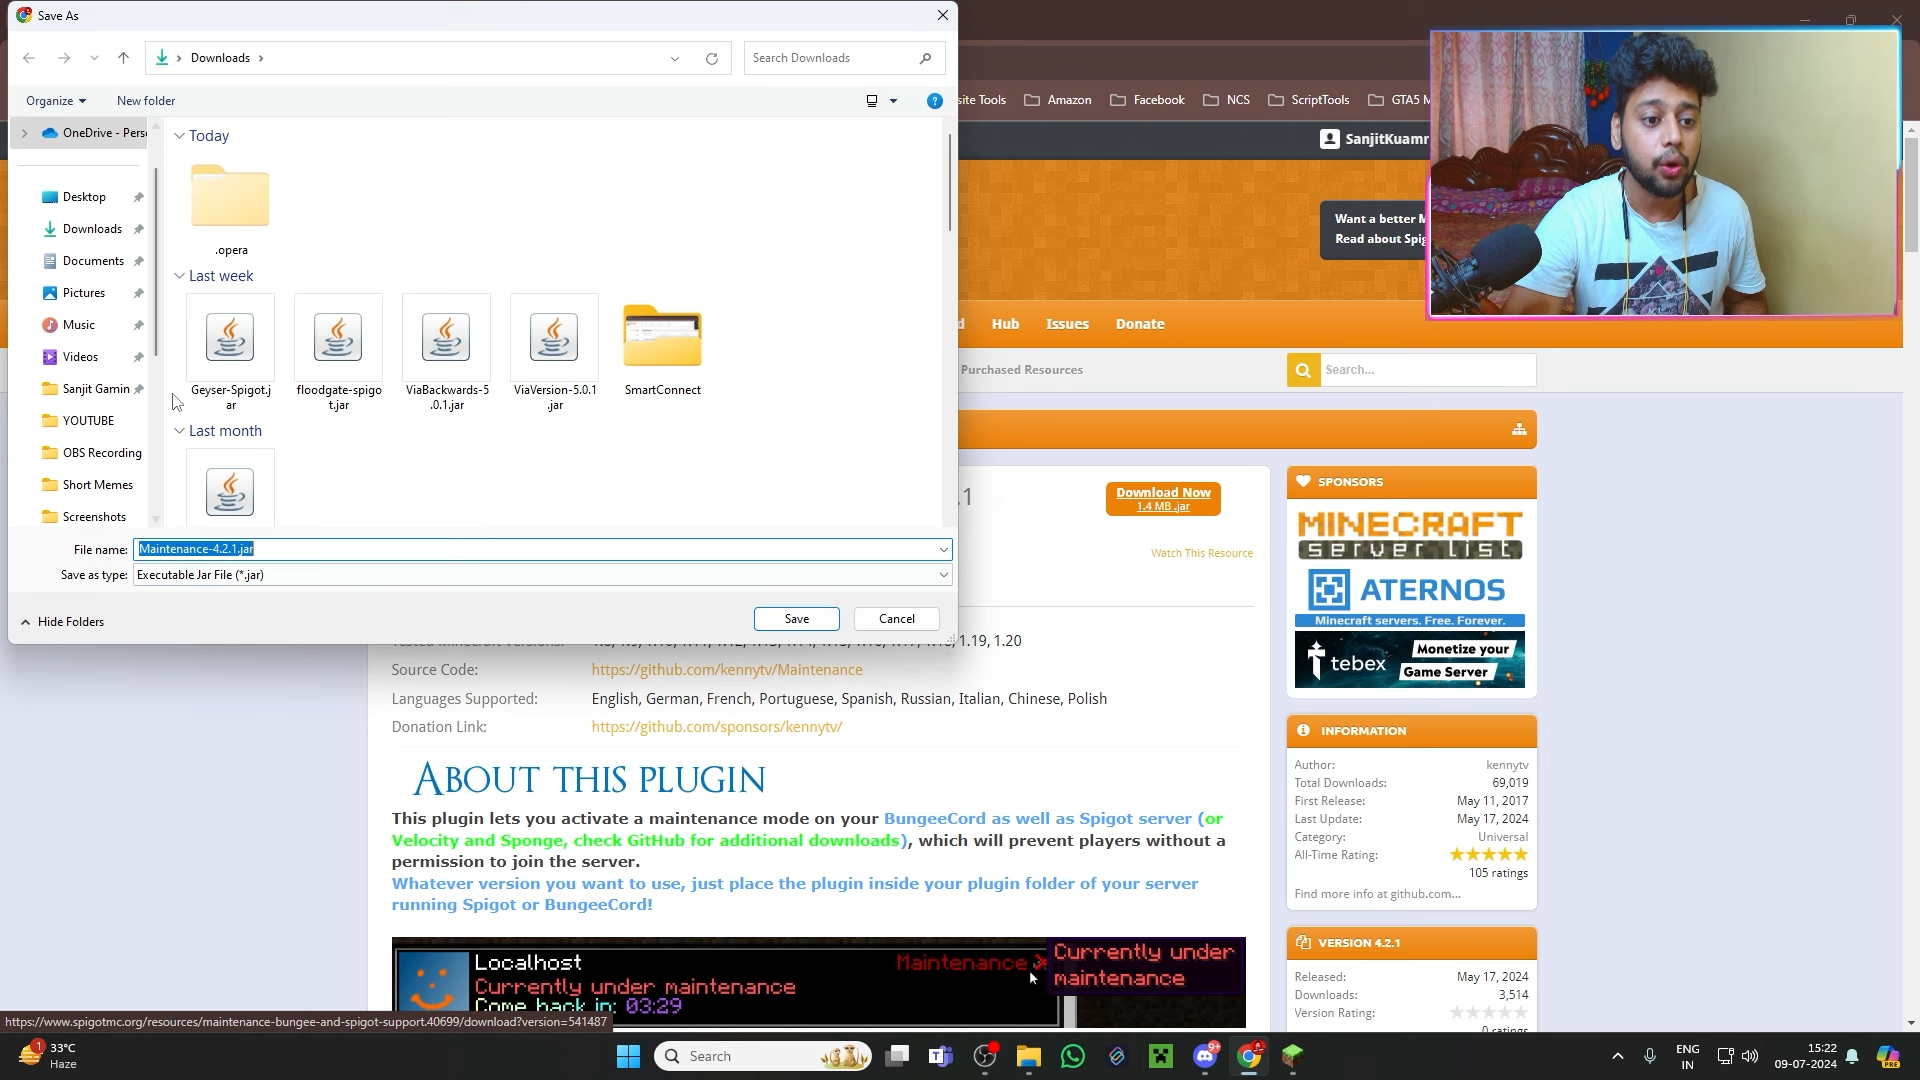 Save As
Downloads
Search Downloads
Organize
New folder
OneDrive - Pers
Desktop
Downloads
Documents
Pictures
Music
Videos
Sanjit Gamin
YOUTUBE
OBS Recording
Short Memes
Screenshots
Today
.opera
Last week
Geyser-Spigot.j
ar
floodgate-spigo
t.jar
ViaBackwards-5
.0.1.jar
ViaVersion-5.0.1
.jar
SmartConnect
Last month
File name: Maintenance-4.2.1.jar
Save as type: Executable Jar File (*.jar)
Hide Folders
Save
Cancel
site Tools
Amazon
Facebook
NCS
ScriptTools
GTA5 M
SanjitKuamr
Want a better M
Read about Spig
d
Hub
Issues
Donate
Purchased Resources
Search...
.1
Download Now
1.4 MB .jar
Watch This Resource
1.19, 1.20
Source Code: https://github.com/kennytv/Maintenance
Languages Supported: English, German, French, Portuguese, Spanish, Russian, Italian, Chinese, Polish
Donation Link: https://github.com/sponsors/kennytv/
ABOUT THIS PLUGIN
This plugin lets you activate a maintenance mode on your BungeeCord as well as Spigot server (or
Velocity and Sponge, check GitHub for additional downloads), which will prevent players without a
permission to join the server.
Whatever version you want to use, just place the plugin inside your plugin folder of your server
running Spigot or BungeeCord!
Localhost
Maintenance
Currently under maintenance
Come back in: 03:29
Currently under
maintenance
SPONSORS
MINECRAFT
server list
ATERNOS
Minecraft servers. Free. Forever.
tebex
Monetize your
Game Server
INFORMATION
Author: kennytv
Total Downloads: 69,019
First Release: May 11, 2017
Last Update: May 17, 2024
Category: Universal
All-Time Rating:
105 ratings
Find more info at github.com...
VERSION 4.2.1
Released: May 17, 2024
Downloads: 3,514
Version Rating:
0 ratings
https://www.spigotmc.org/resources/maintenance-bungee-and-spigot-support.40699/download?version=541487
1
33°C
Haze
Search
9+
ENG
IN
15:22
09-07-2024
PRE